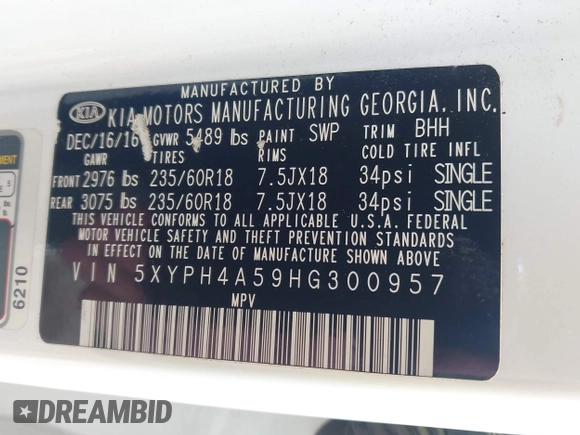 MANUFACTURED BY
KIA KIA MOTORS MANUFACTURING GEORGIA, INC.
DEC/16/16 GVWR 5489 lbs PAINT SWP TRIM BHH
GAWR TIRES RIMS COLD TIRE INFL
FRONT 2976 lbs 235/60R18 7.5JX18 34psi SINGLE
REAR 3075 lbs 235/60R18 7.5JX18 34psi SINGLE
THIS VEHICLE CONFORMS TO ALL APPLICABLE U.S.A. FEDERAL
MOTOR VEHICLE SAFETY AND THEFT PREVENTION STANDARDS
IN EFFECT ON THE DATE OF MANUFACTURE SHOWN ABOVE
VIN 5XYPH4A59HG300957
MPV
6210
DREAMBID